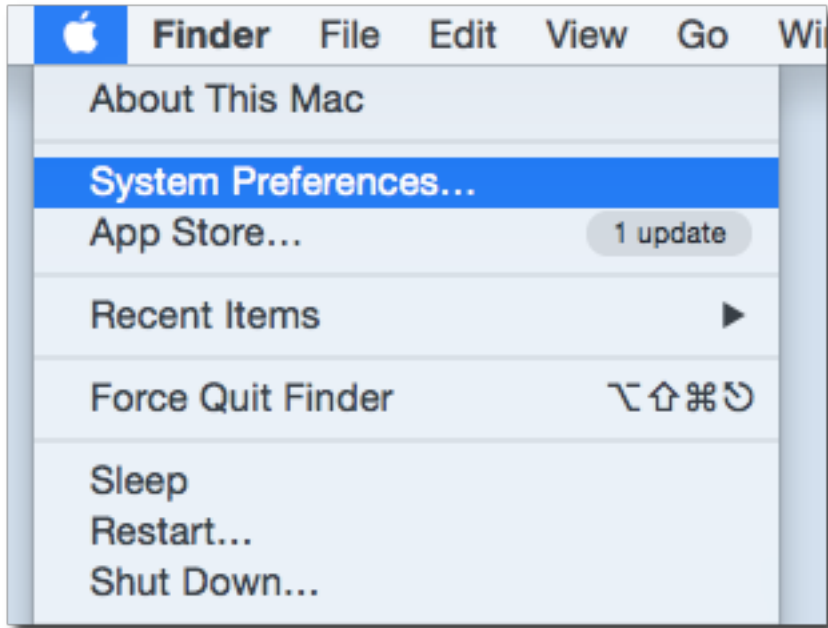 Finder File Edit View Go
About This Mac
System Preferences...
App Store... 1 update
Recent Items ▶
Force Quit Finder ⌥⇧⌘⎋
Sleep
Restart...
Shut Down...